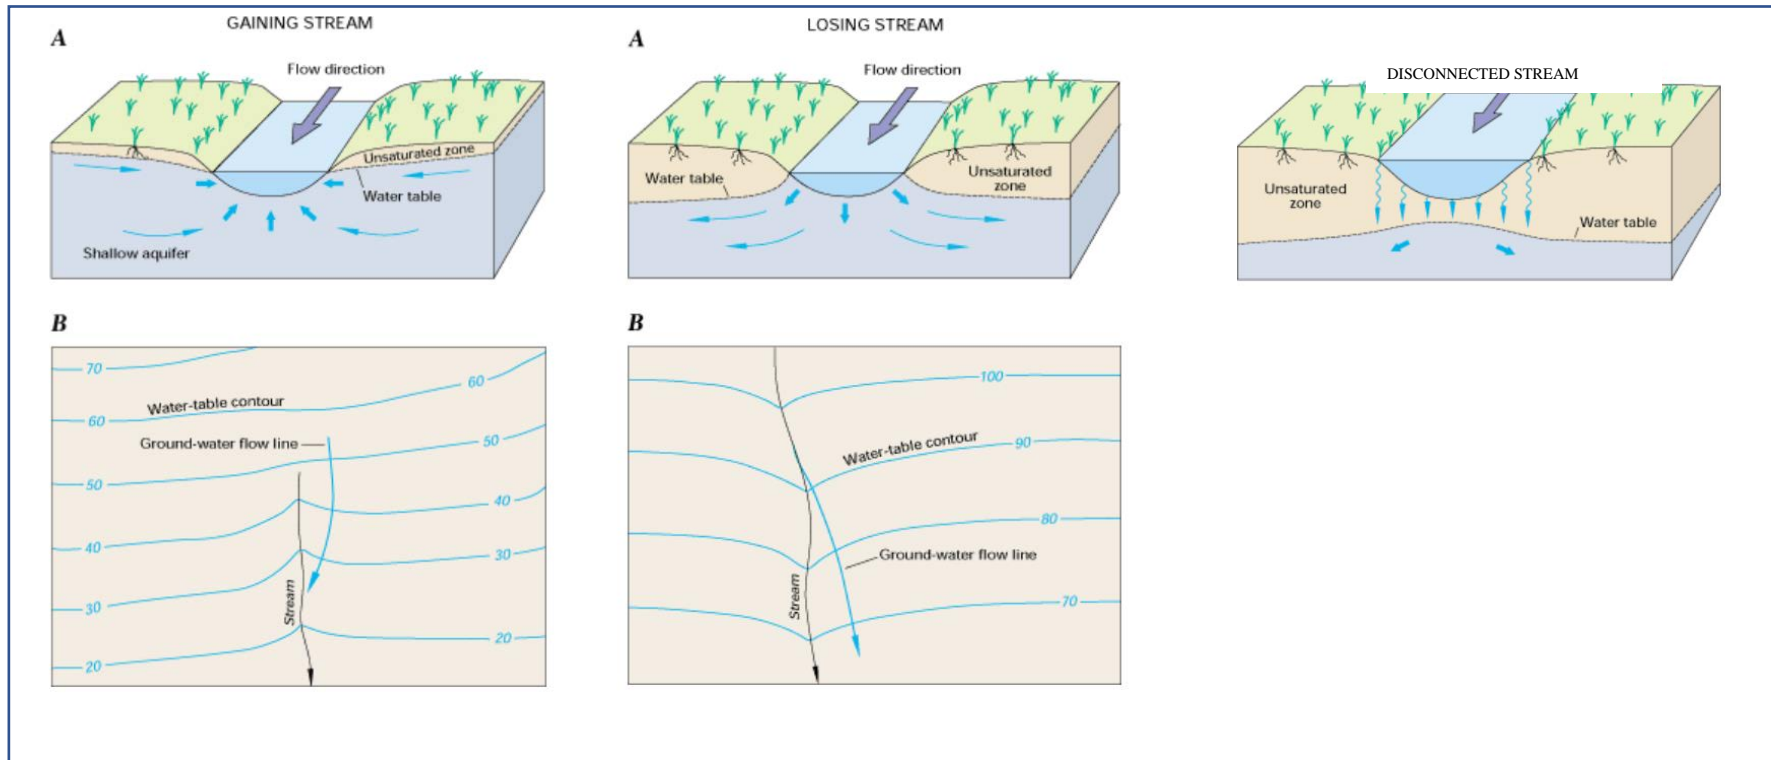 GAINING STREAM
A
Flow direction
Unsaturated zone
Water table
Shallow aquifer
B
70
60
Water-table contour
60
Ground-water flow line
50
50
40
40
30
30
Stream
20
20
LOSING STREAM
A
Flow direction
Water table
Unsaturated
zone
B
100
Water-table contour
90
80
Ground-water flow line
Stream
70
DISCONNECTED STREAM
Unsaturated
zone
Water table